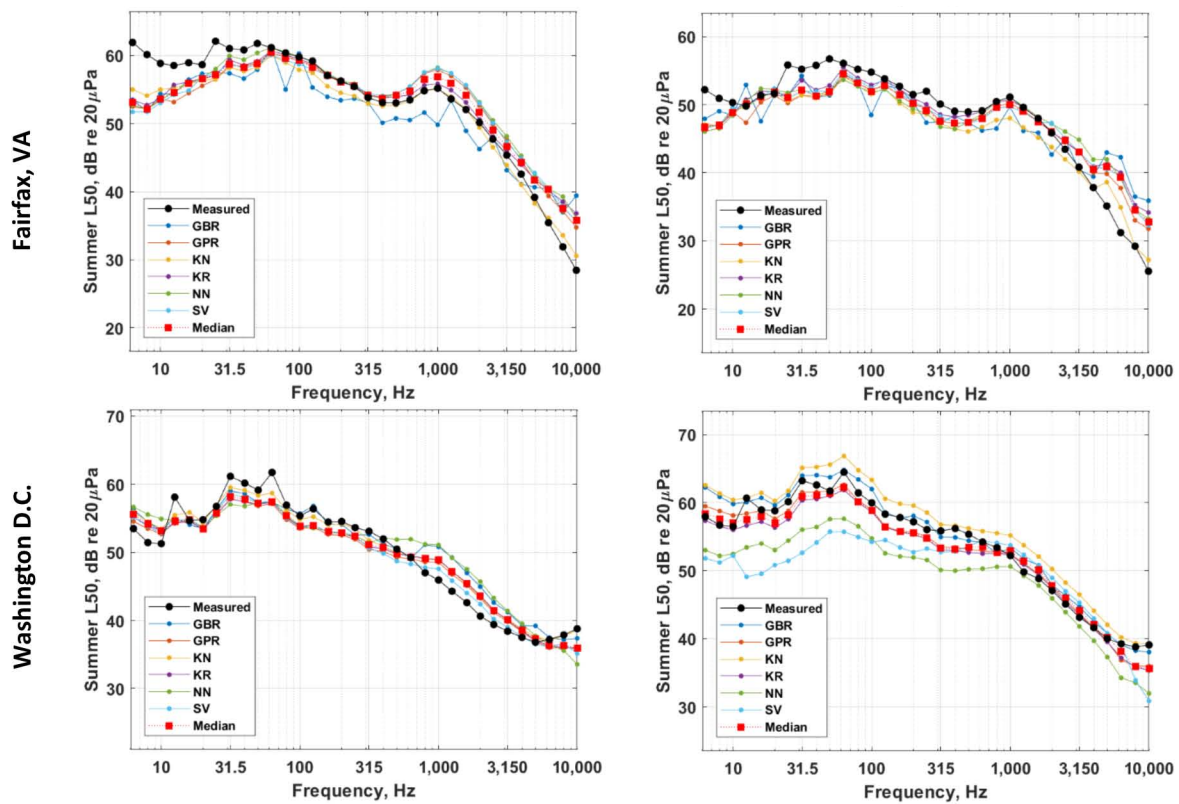 Fairfax, VA
Summer L50, dB re 20μPa
60
50
40
30
20
Measured
GBR
GPR
KN
KR
NN
SV
Median
10 31.5 100 315 1,000 3,150 10,000
Frequency, Hz
Summer L50, dB re 20μPa
60
50
40
30
20
Measured
GBR
GPR
KN
KR
NN
SV
Median
10 31.5 100 315 1,000 3,150 10,000
Frequency, Hz
Washington D.C.
Summer L50, dB re 20μPa
70
60
50
40
30
Measured
GBR
GPR
KN
KR
NN
SV
Median
10 31.5 100 315 1,000 3,150 10,000
Frequency, Hz
Summer L50, dB re 20μPa
70
60
50
40
30
Measured
GBR
GPR
KN
KR
NN
SV
Median
10 31.5 100 315 1,000 3,150 10,000
Frequency, Hz